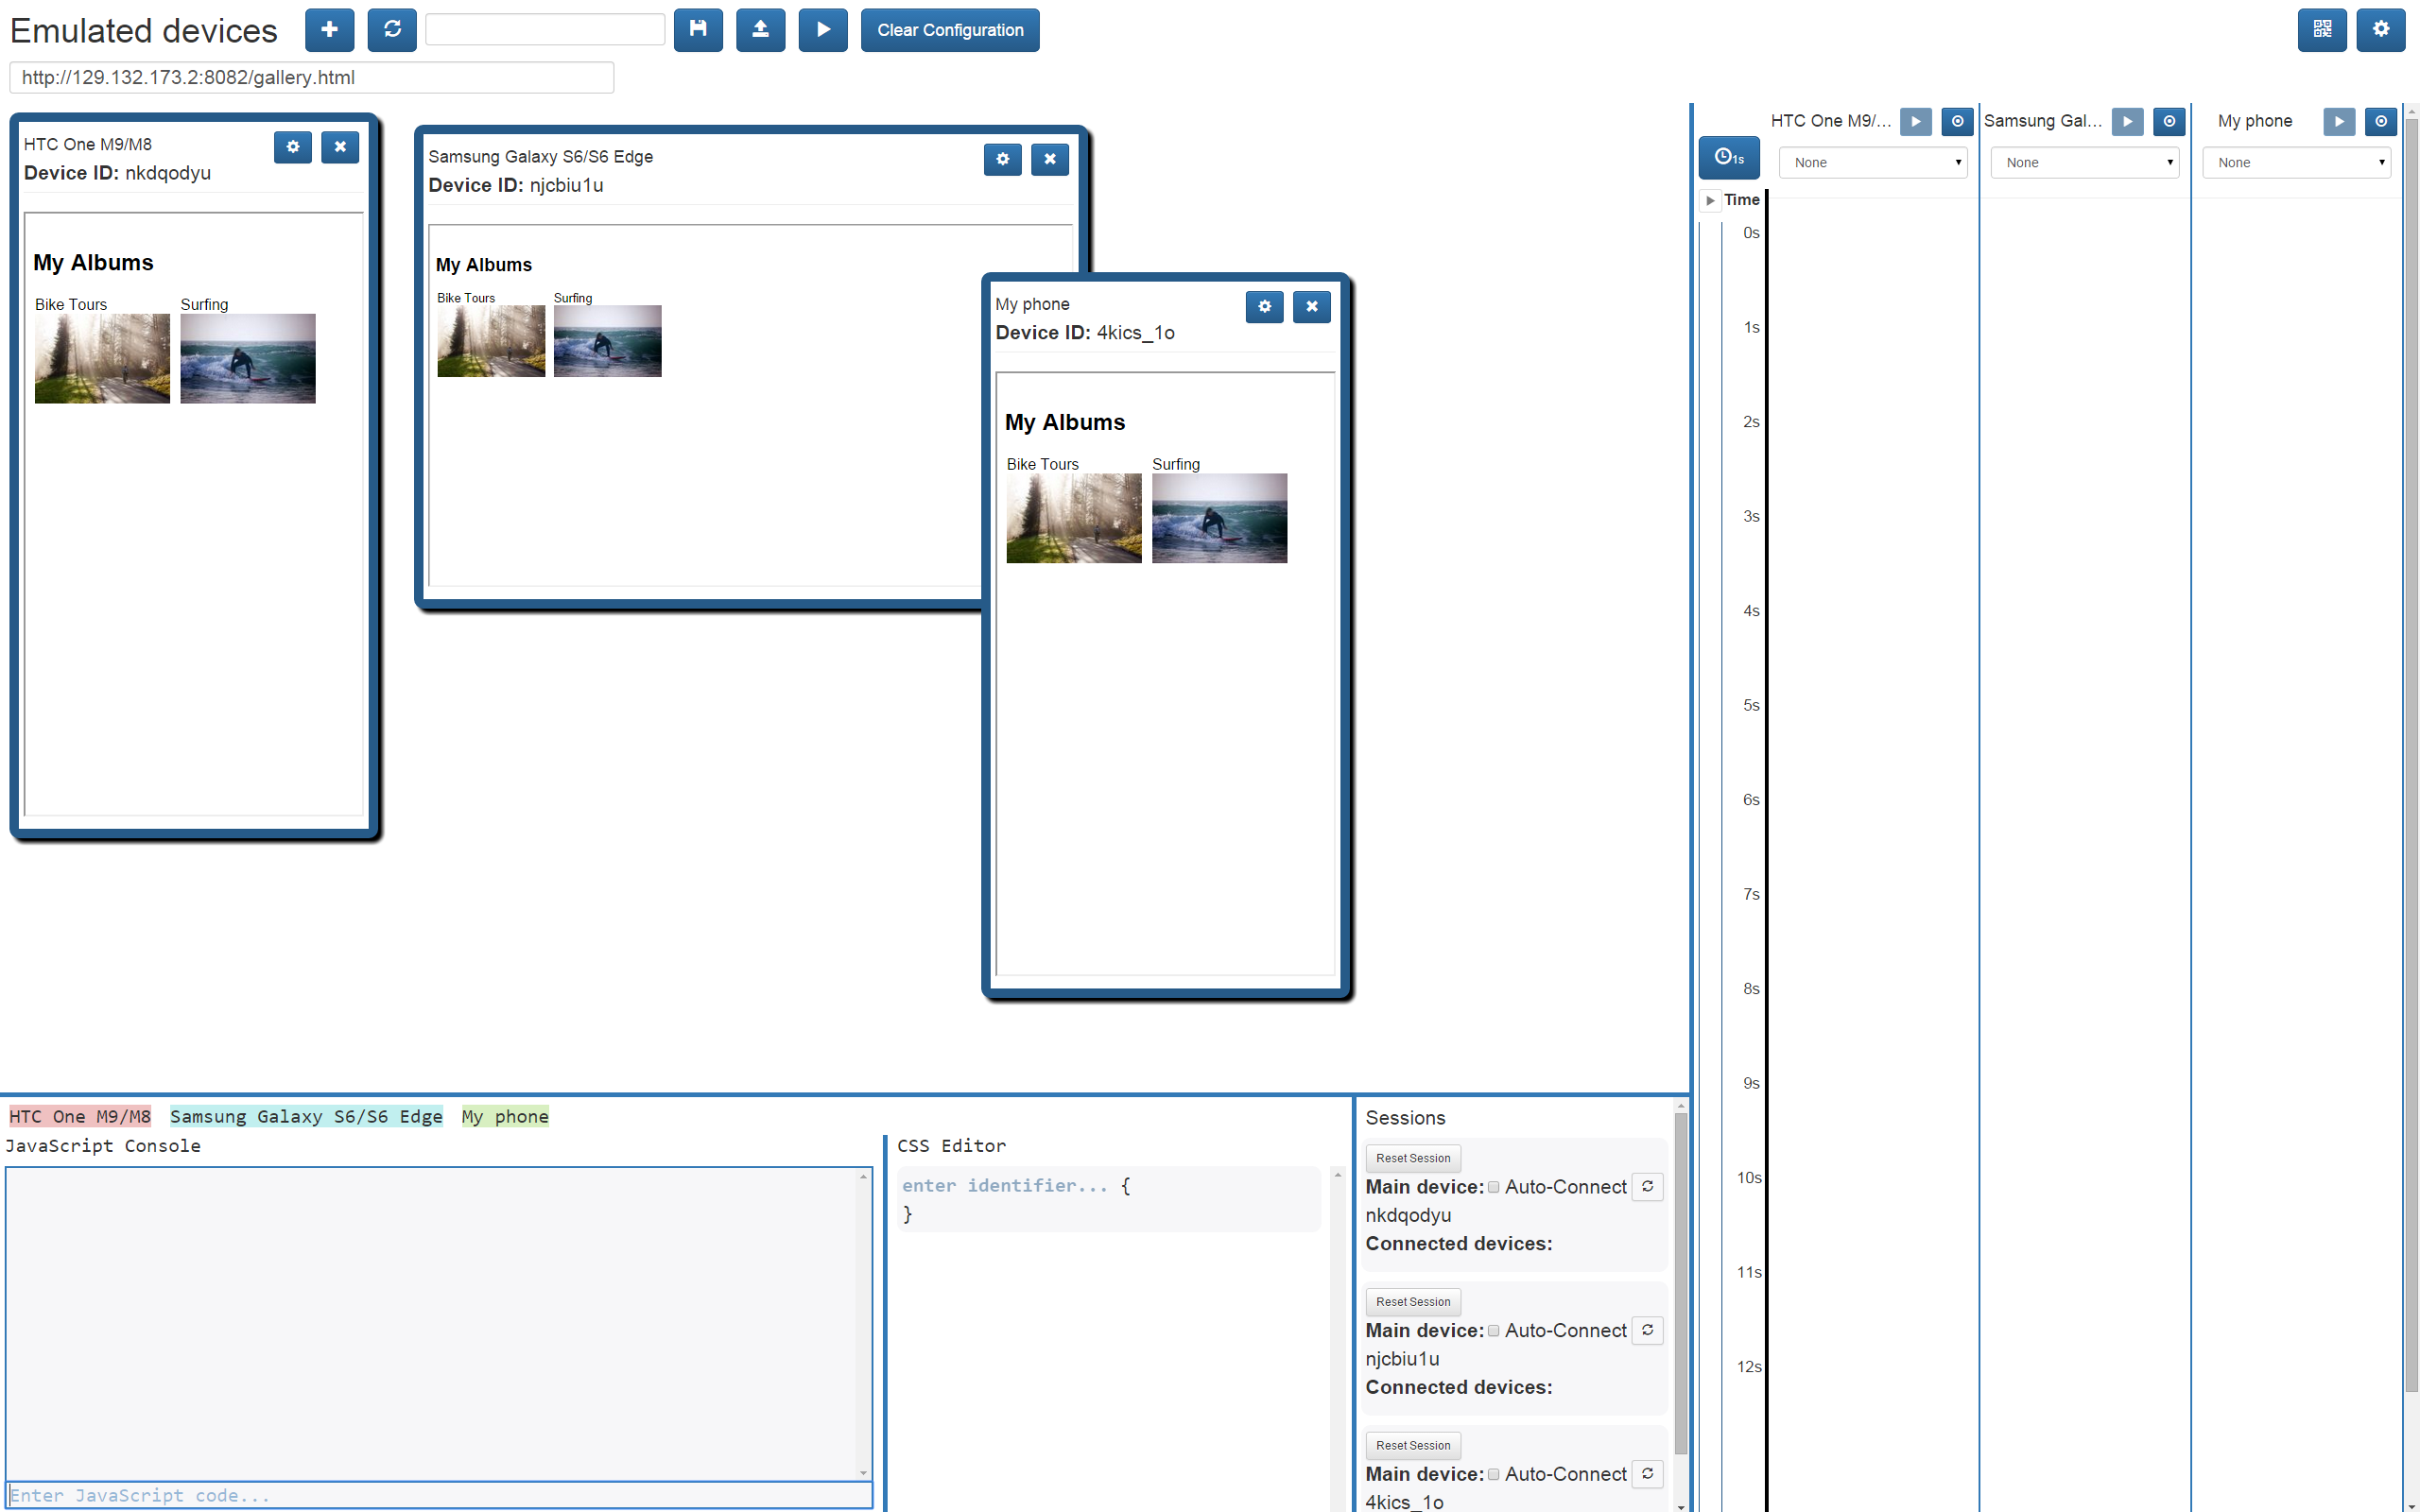 Emulated devices
Clear Configuration
http://129.132.173.2:8082/gallery.html
HTC One M9/M8
Device ID: nkdqodyu
My Albums
Bike Tours Surfing
Samsung Galaxy S6/S6 Edge
Device ID: njcbiu1u
My Albums
Bike Tours Surfing
My phone
Device ID: 4kics_1o
My Albums
Bike Tours Surfing
HTC One M9/... Samsung Gal... My phone
1s
None None None
Time
0s
1s
2s
3s
4s
5s
6s
7s
8s
9s
10s
11s
12s
HTC One M9/M8 Samsung Galaxy S6/S6 Edge My phone
JavaScript Console
Enter JavaScript code...
CSS Editor
enter identifier... {
}
Sessions
Reset Session
Main device: Auto-Connect
nkdqodyu
Connected devices:
Reset Session
Main device: Auto-Connect
njcbiu1u
Connected devices:
Reset Session
Main device: Auto-Connect
4kics_1o